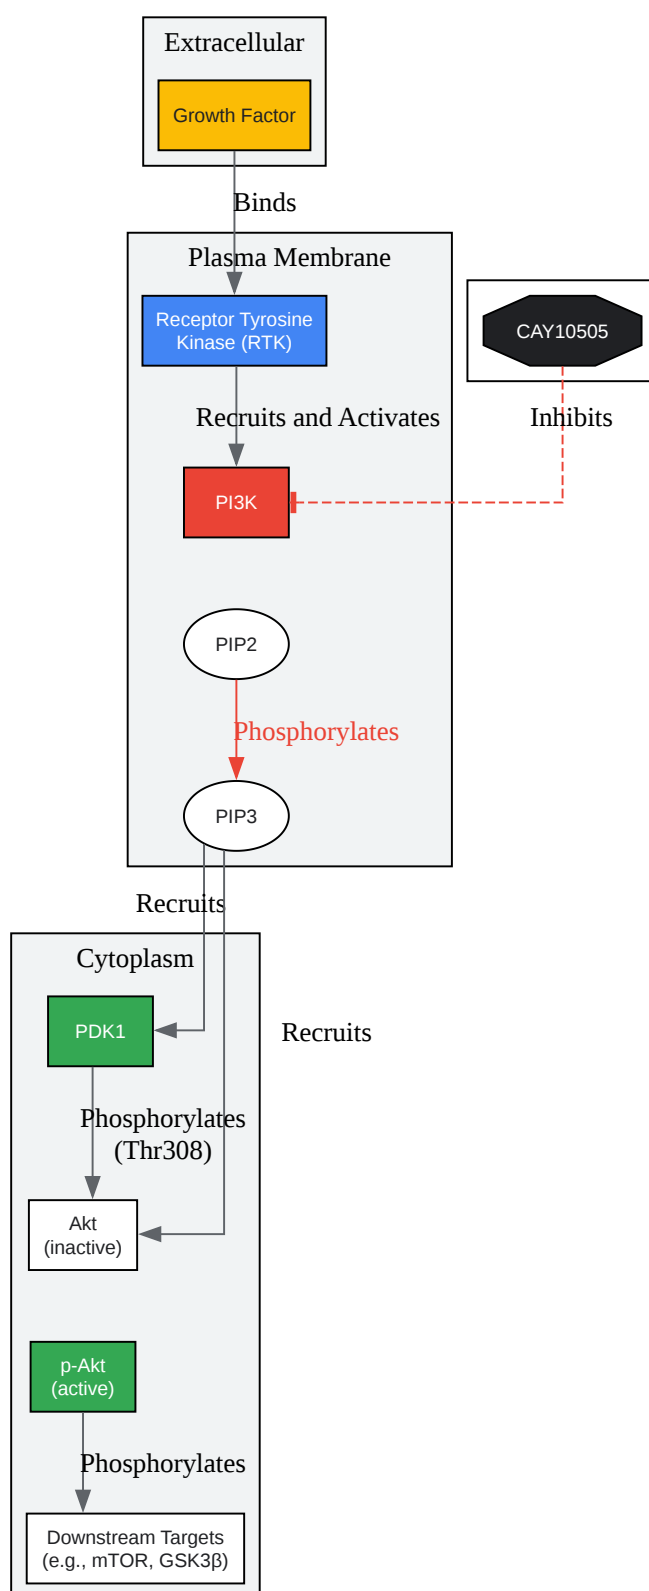 Extracellular
Growth Factor
Binds
Plasma Membrane
Receptor Tyrosine
Kinase (RTK)
CAY10505
Recruits and Activates
Inhibits
PI3K
PIP2
Phosphorylates
PIP3
Recruits
Cytoplasm
PDK1
Recruits
Phosphorylates
(Thr308)
Akt
(inactive)
p-Akt
(active)
Phosphorylates
Downstream Targets
(e.g., mTOR, GSK3β)